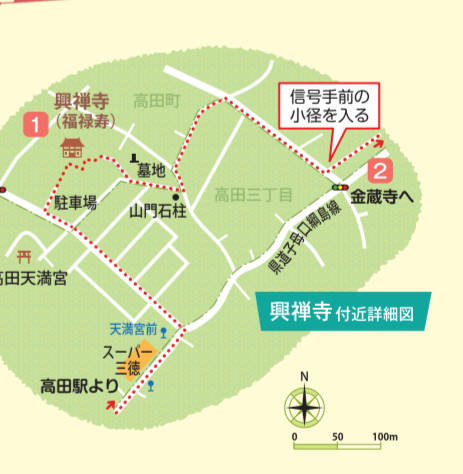 高田町
信号手前の
小径を入る
興禅寺
(福禄寿)
1
墓地
2
駐車場
山門石柱
高田三丁目
金蔵寺へ
県道子母口綱島線
高田天満宮
興禅寺 付近詳細図
天満宮前
スーパー
三徳
高田駅より
N
0 50 100m